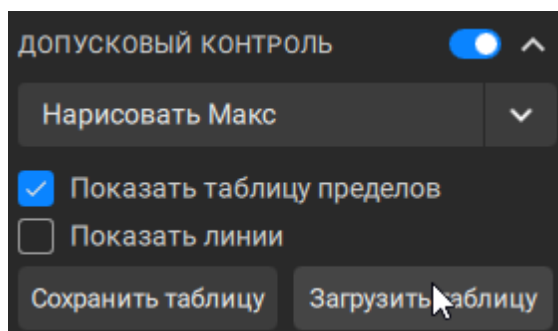 ДОПУСКОВЫЙ КОНТРОЛЬ
Нарисовать Макс
Показать таблицу пределов
Показать линии
Сохранить таблицу
Загрузить таблицу